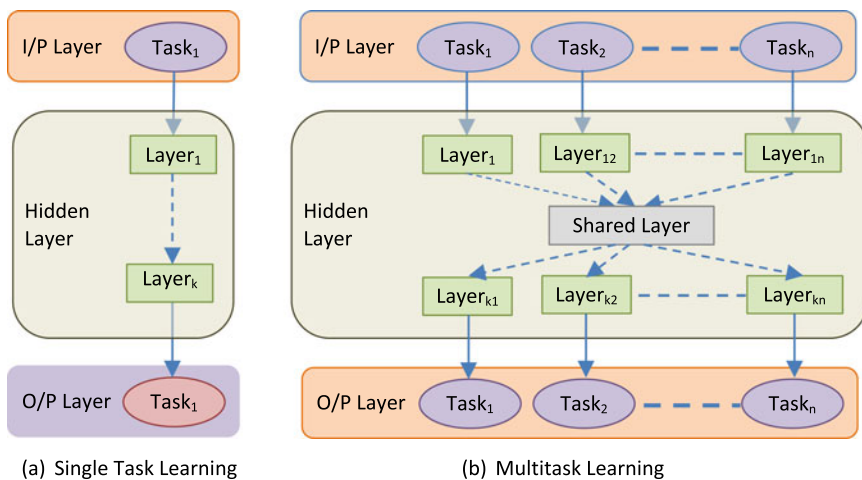 I/P Layer Task₁
Layer₁
Hidden
Layer
Layerₖ
O/P Layer Task₁
(a) Single Task Learning
I/P Layer Task₁ Task₂ Taskₙ
Layer₁ Layer₁₂ Layer₁ₙ
Hidden
Layer
Shared Layer
Layerₖ₁ Layerₖ₂ Layerₖₙ
O/P Layer Task₁ Task₂ Taskₙ
(b) Multitask Learning